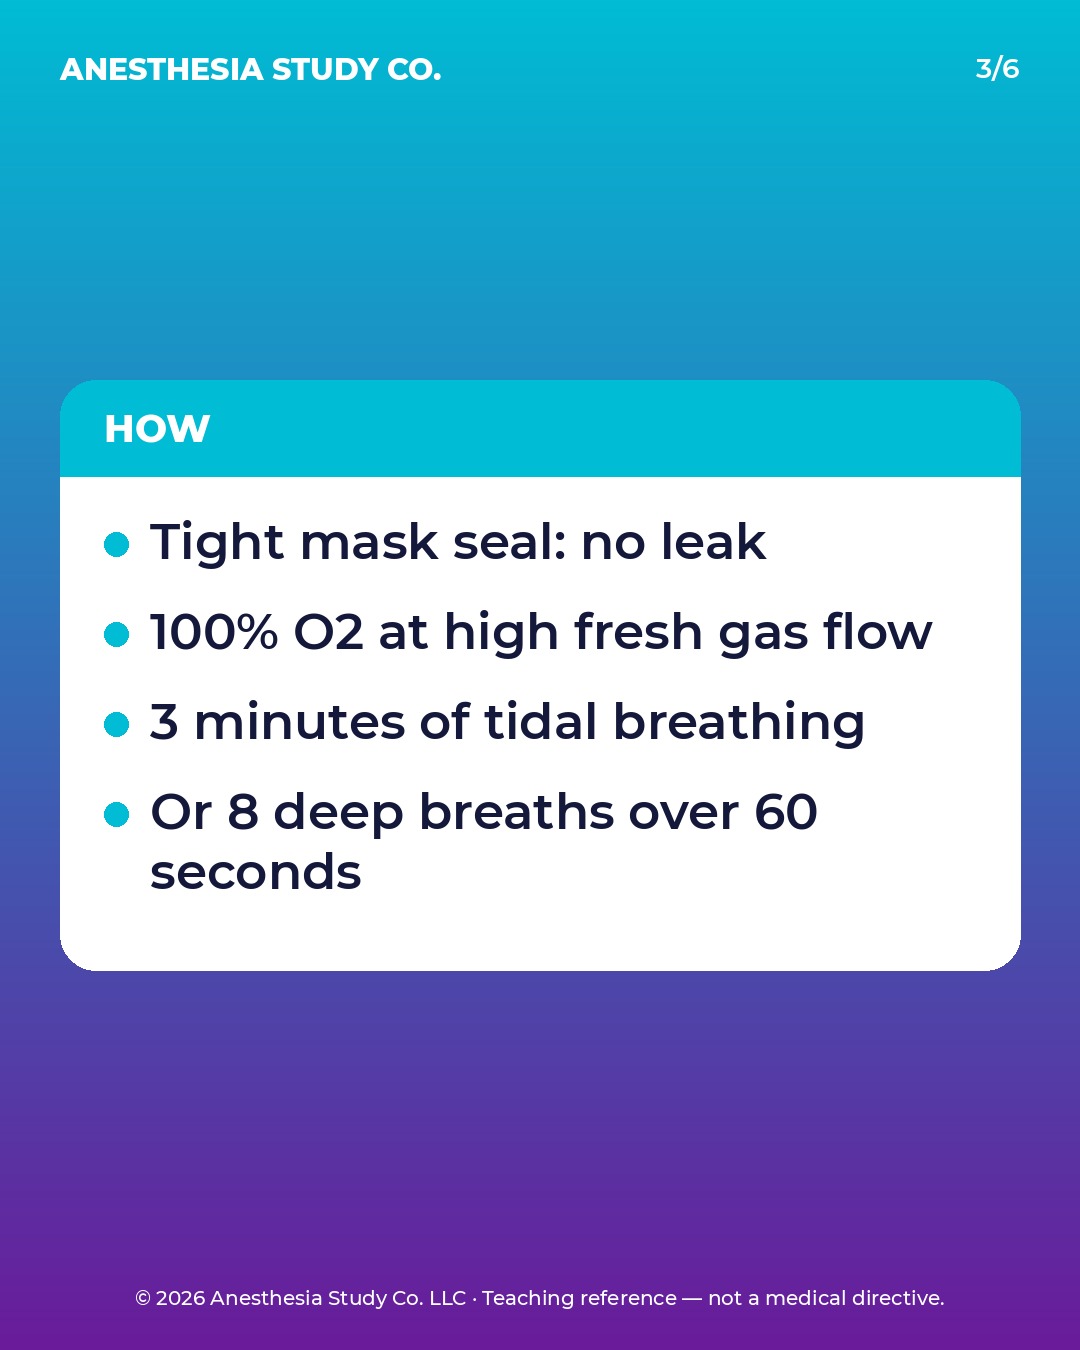 ANESTHESIA STUDY CO.
3/6
HOW
Tight mask seal: no leak
100% O2 at high fresh gas flow
3 minutes of tidal breathing
Or 8 deep breaths over 60
seconds
© 2026 Anesthesia Study Co. LLC · Teaching reference — not a medical directive.